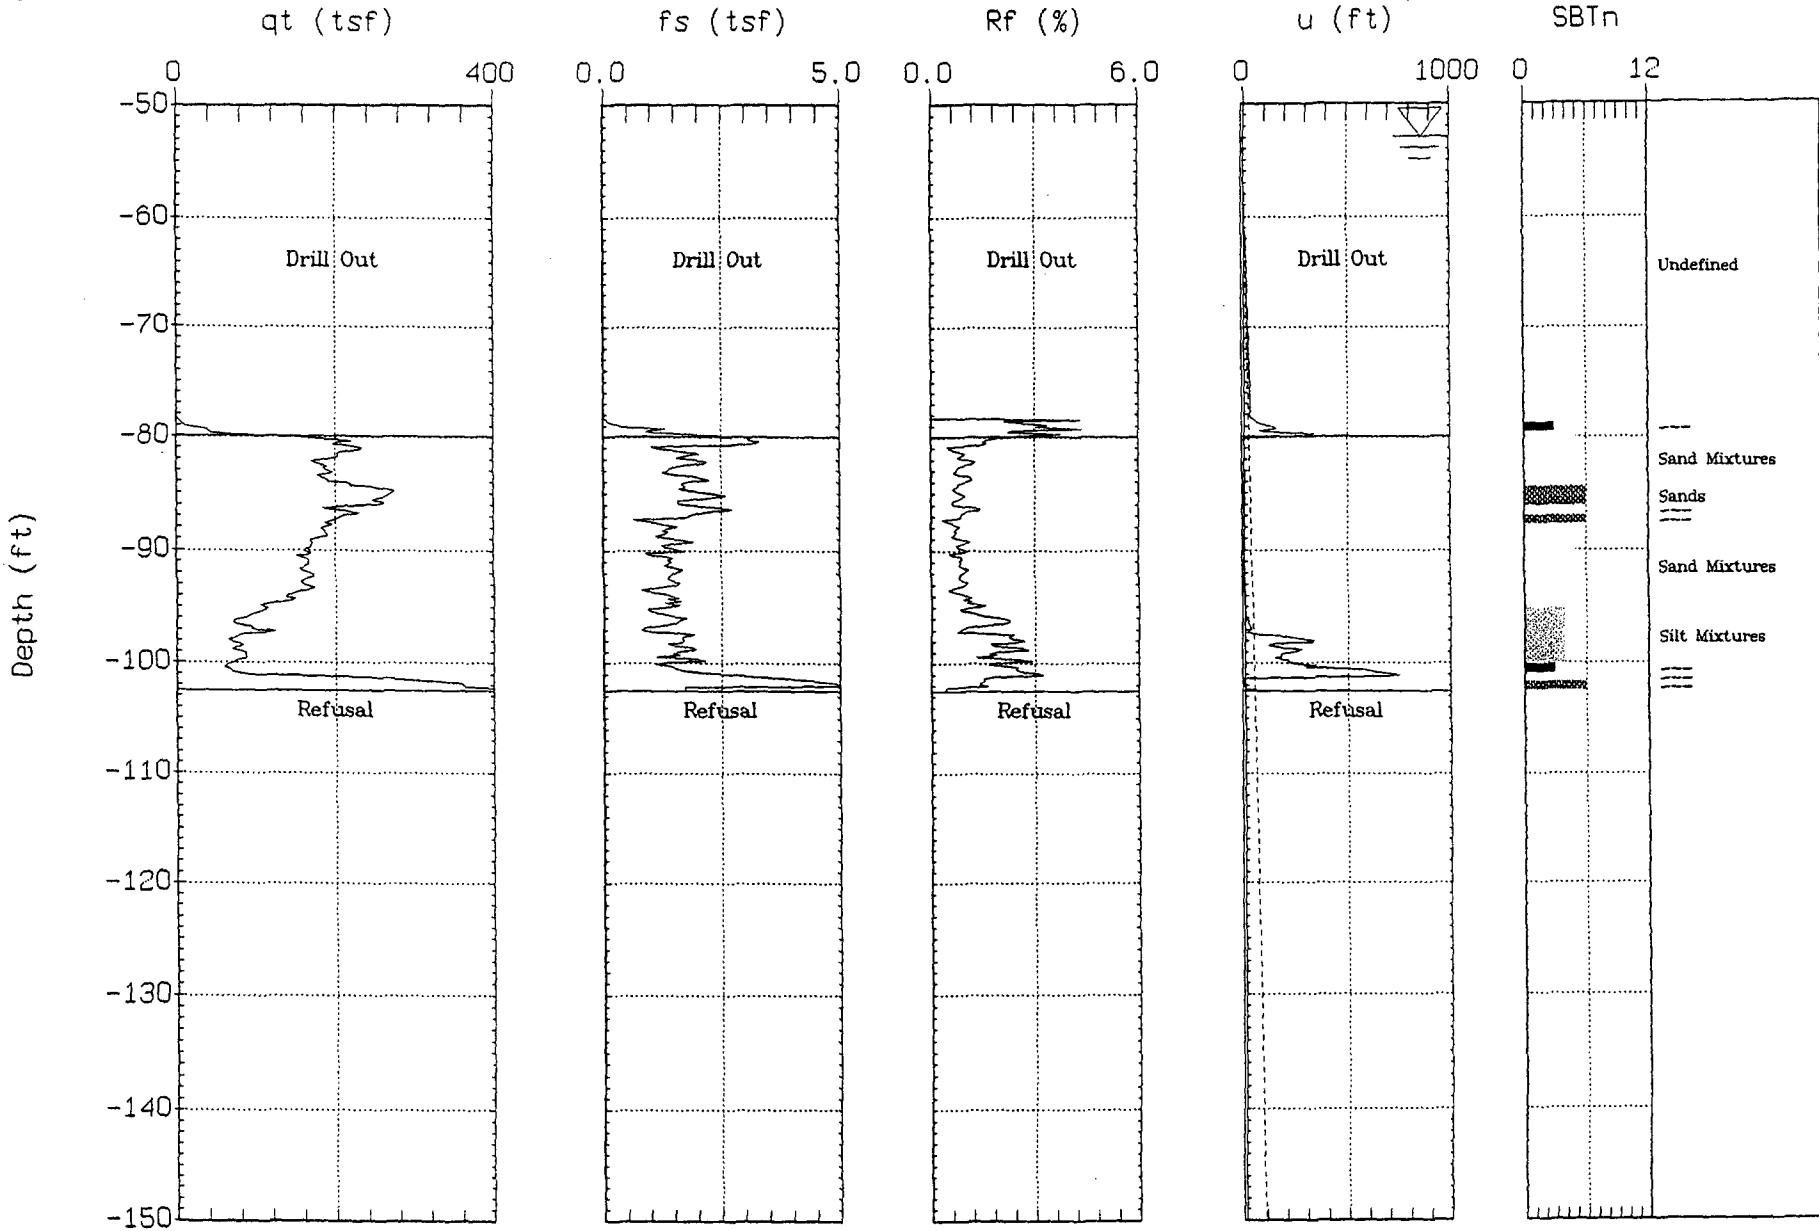 qt (tsf) fs (tsf) Rf (%) u (ft) SBTn
0 400 0.0 5.0 0.0 6.0 0 1000 0 12
-50
-60
Drill Out Drill Out Drill Out Drill Out Undefined
-70
-80
Sand Mixtures
Sands
-90
Sand Mixtures
Silt Mixtures
-100
Refusal Refusal Refusal Refusal
-110
-120
-130
-140
-150
Depth (ft)